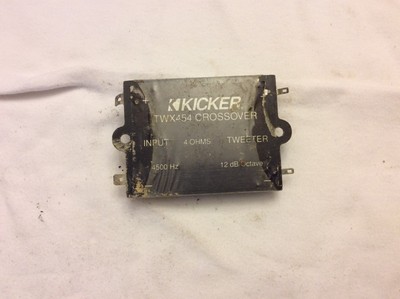 KICKER
TWX454 CROSSOVER
INPUT 4 OHMS TWEETER
4500 Hz 12 dB Octave